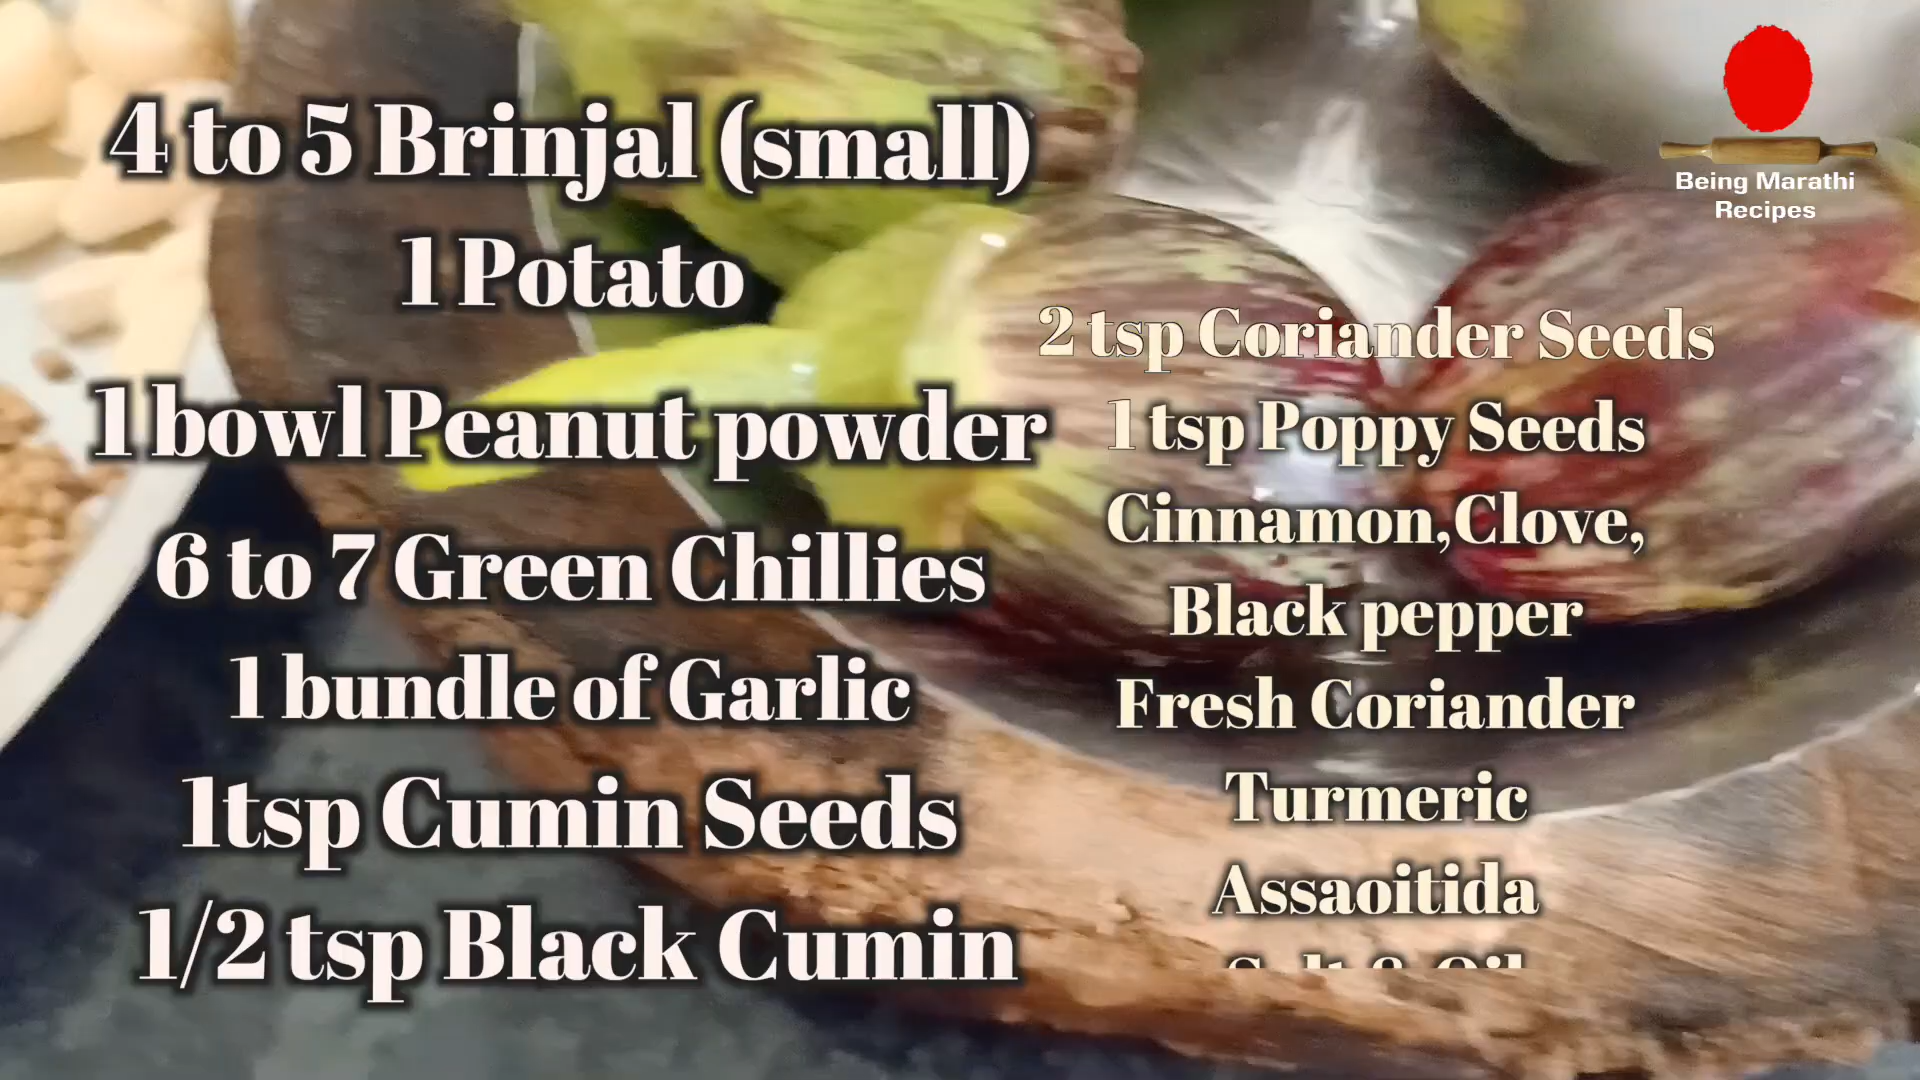 4 to 5 Brinjal (small)
1 Potato
1 bowl Peanut powder
6 to 7 Green Chillies
1 bundle of Garlic
1tsp Cumin Seeds
1/2 tsp Black Cumin
2 tsp Coriander Seeds
1 tsp Poppy Seeds
Cinnamon,Clove,
Black pepper
Fresh Coriander
Turmeric
Assaoitida
Salt & Oil
Being Marathi
Recipes